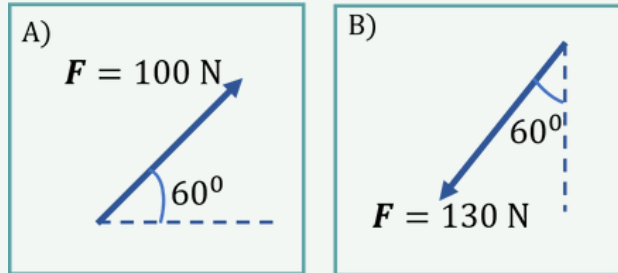 A)
𝑭 = 100 N
60⁰
B)
60⁰
𝑭 = 130 N